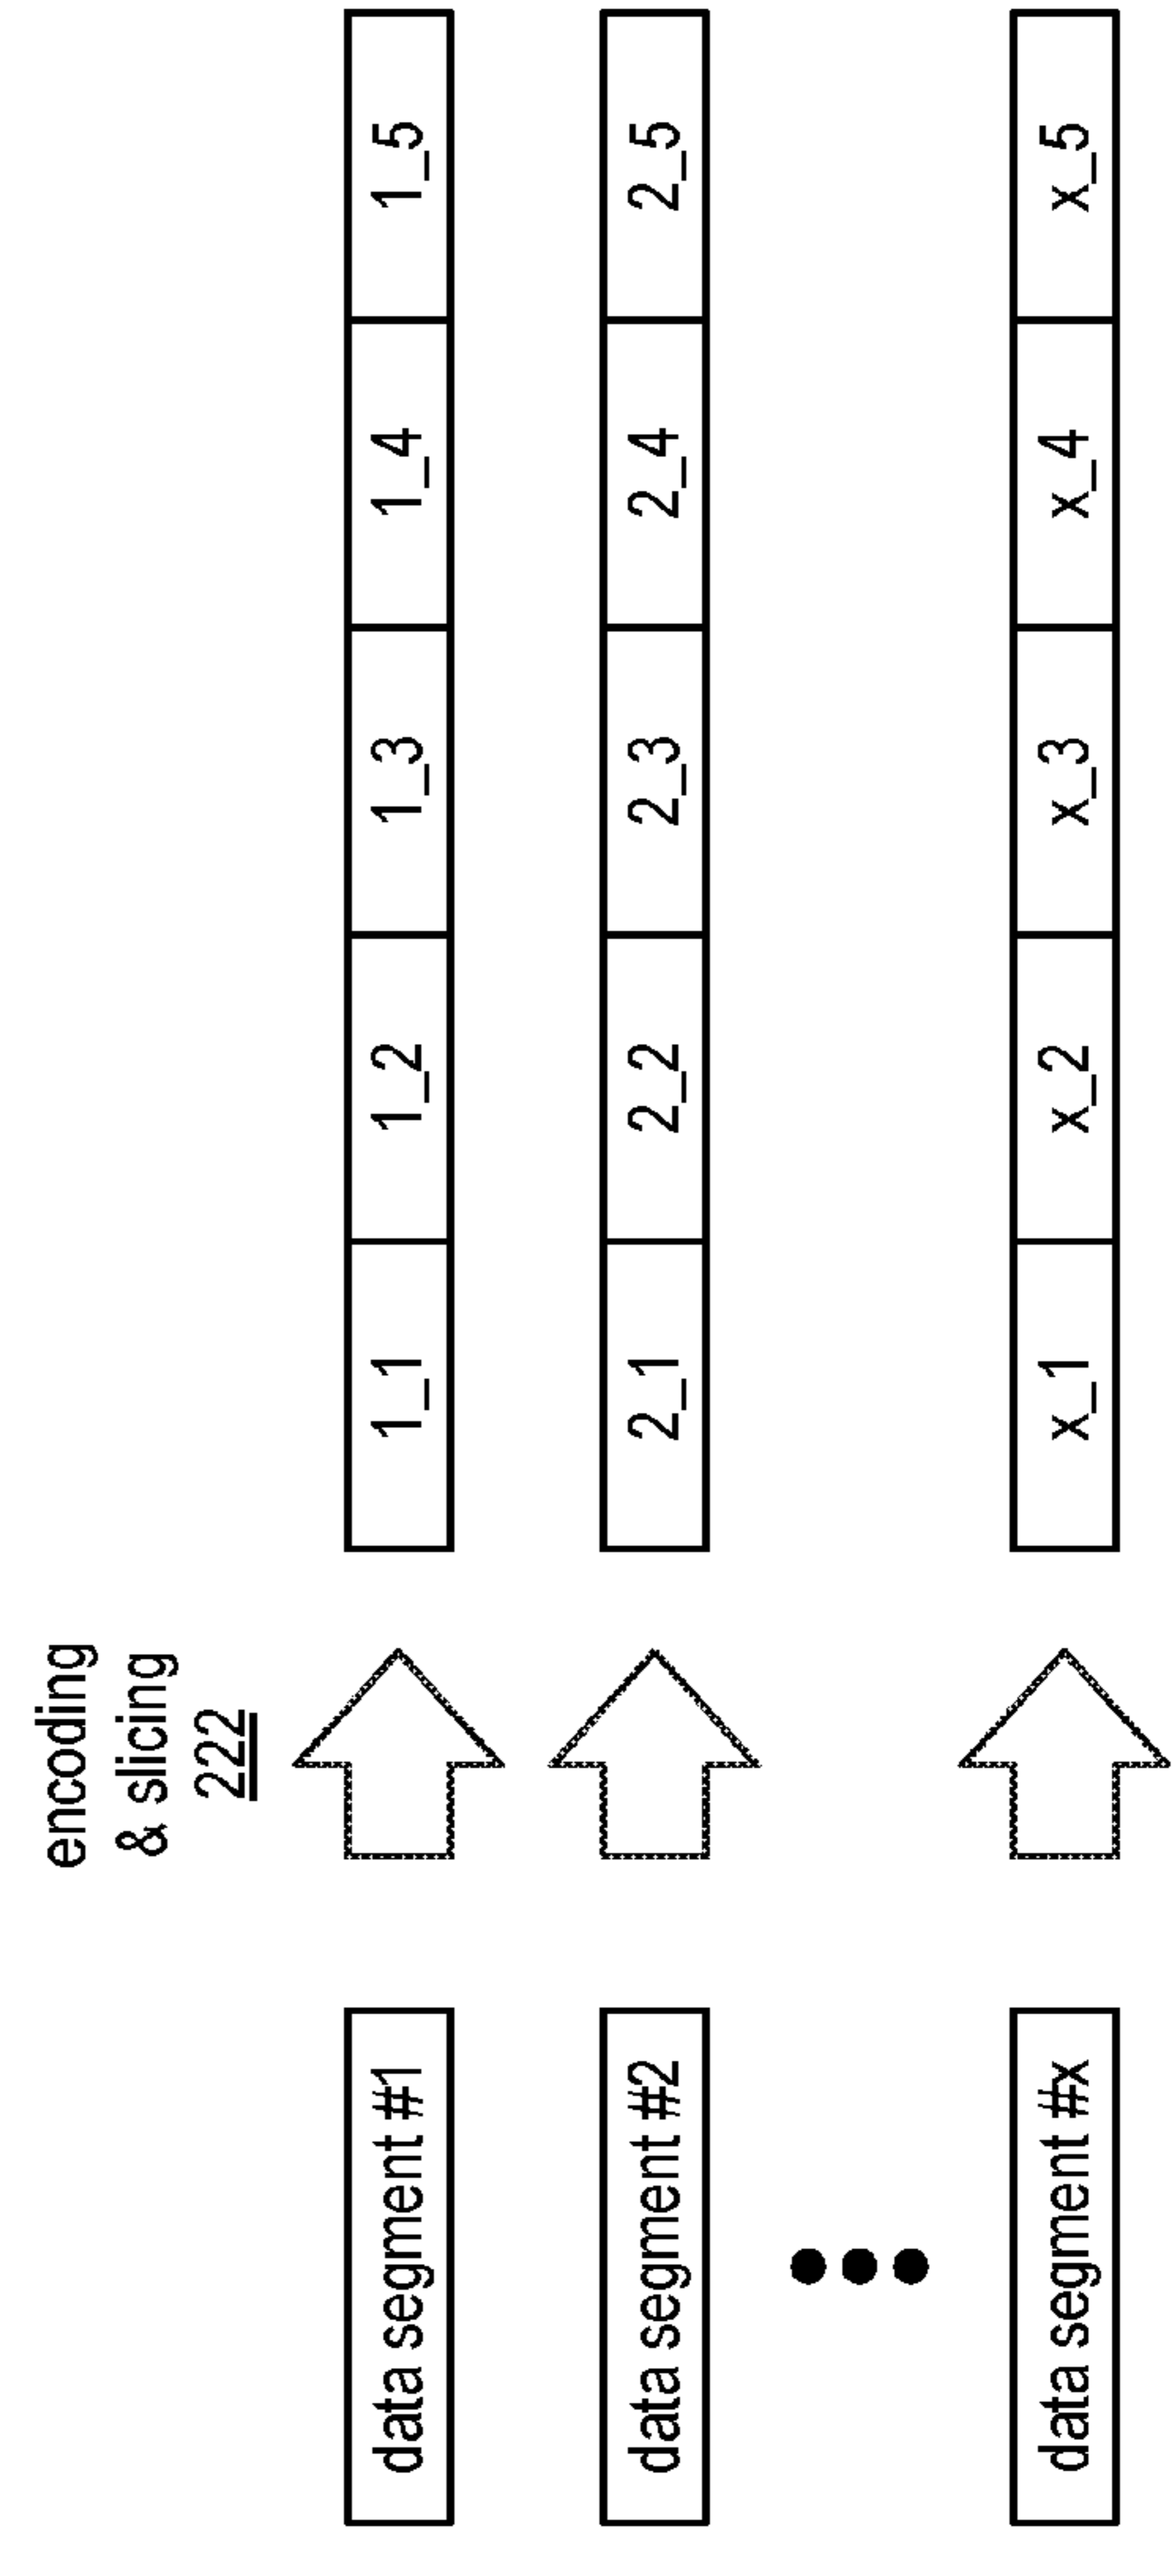 encoding
& slicing
222
data segment #1
1_1 1_2 1_3 1_4 1_5
data segment #2
2_1 2_2 2_3 2_4 2_5
data segment #x
x_1 x_2 x_3 x_4 x_5